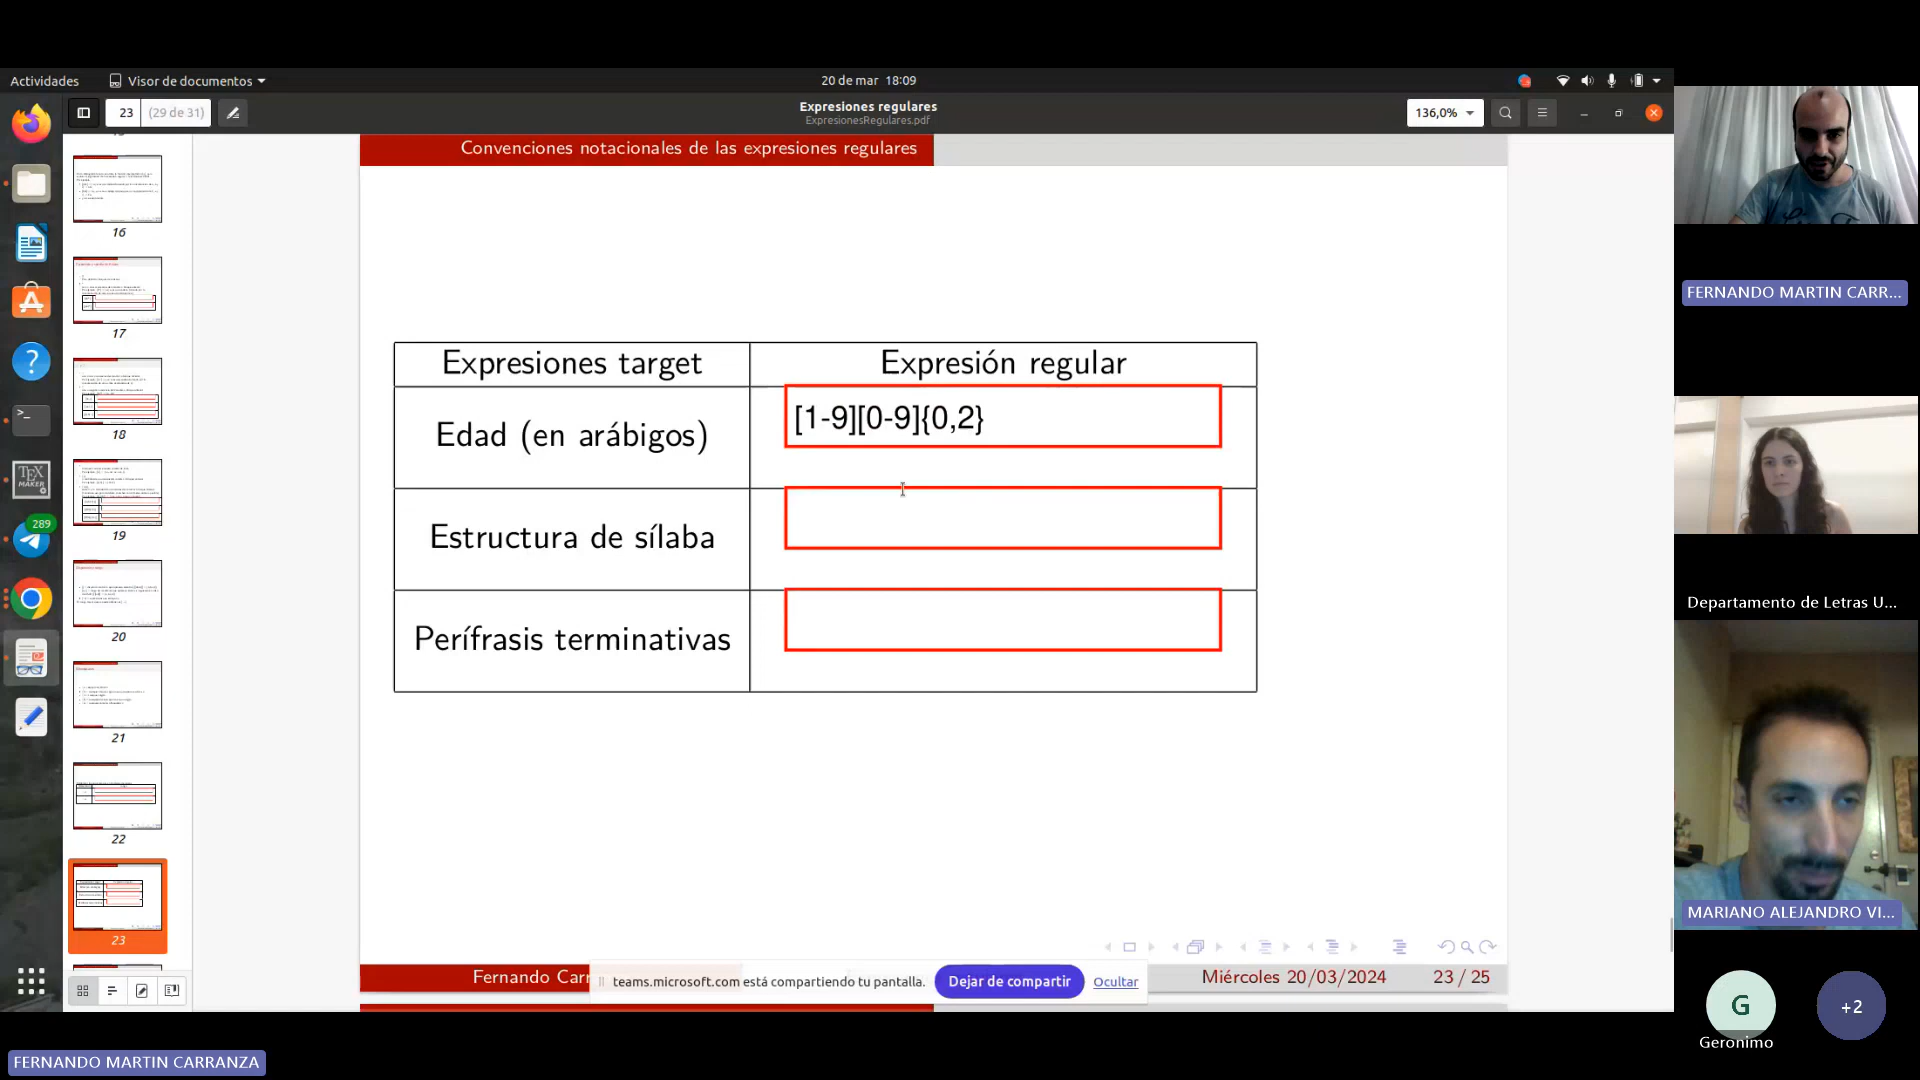 Actividades
Visor de documentos
20 de mar 18:09
23
(29 de 31)
Expresiones regulares
ExpresionesRegulares.pdf
136,0%
Convenciones notacionales de las expresiones regulares
16
17
18
19
20
21
22
23
289
Expresiones target
Expresión regular
Edad (en arábigos)
[1-9][0-9]{0,2}
Estructura de sílaba
Perífrasis terminativas
Fernando Carr
teams.microsoft.com está compartiendo tu pantalla.
Dejar de compartir
Ocultar
Miércoles 20/03/2024
23 / 25
FERNANDO MARTIN CARR...
Departamento de Letras U...
MARIANO ALEJANDRO VI...
G
Geronimo
+2
FERNANDO MARTIN CARRANZA